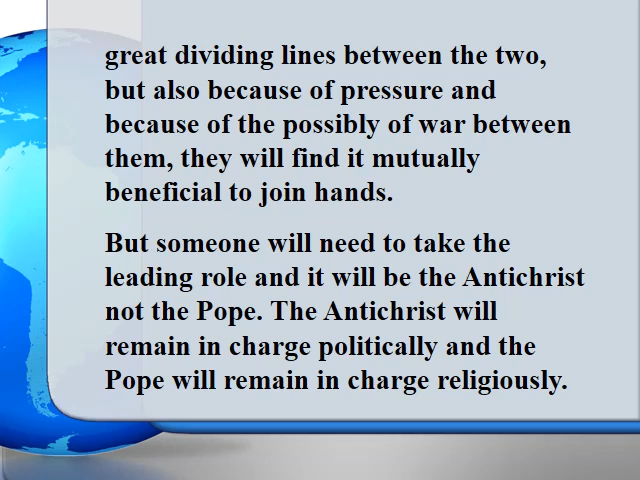 great dividing lines between the two,
but also because of pressure and
because of the possibly of war between
them, they will find it mutually
beneficial to join hands.
But someone will need to take the
leading role and it will be the Antichrist
not the Pope. The Antichrist will
remain in charge politically and the
Pope will remain in charge religiously.